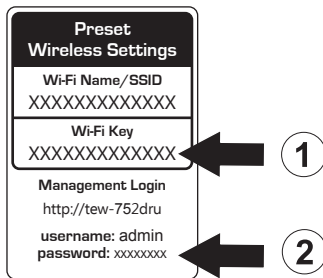 Preset
Wireless Settings
Wi-Fi Name/SSID
XXXXXXXXXXXXX
Wi-Fi Key
XXXXXXXXXXXXX
1
Management Login
http://tew-752dru
username: admin
password: xxxxxxxx
2